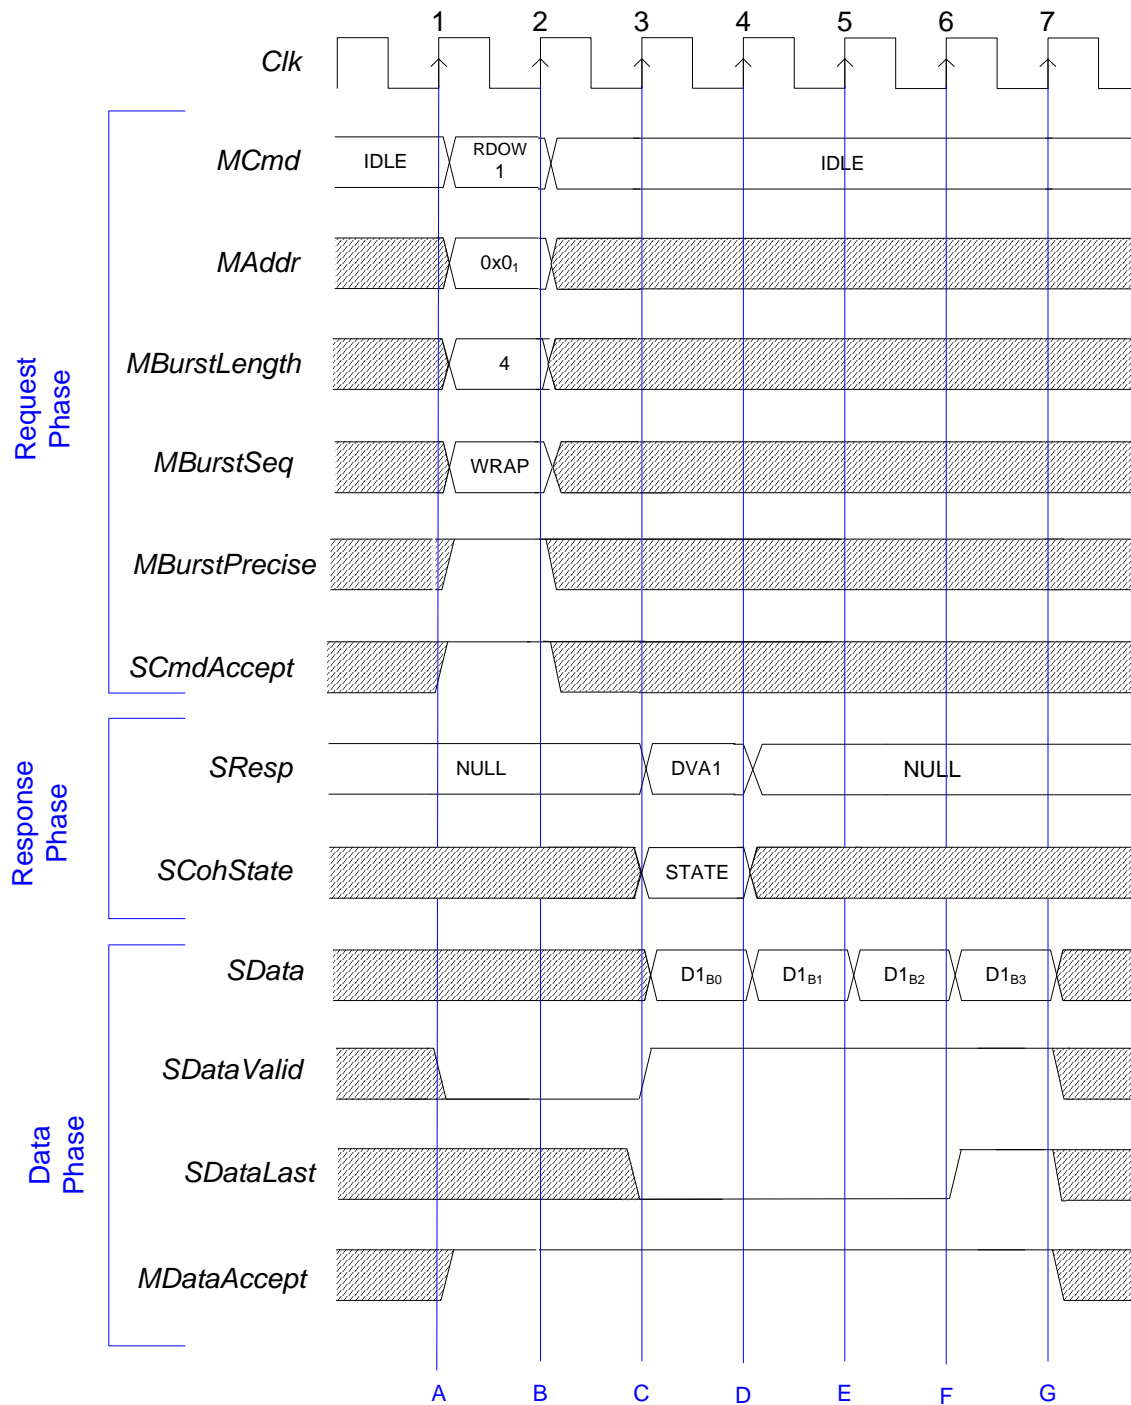 1 2 3 4 5 6 7
Clk
MCmd IDLE RDOW 1 IDLE
MAddr 0x0₁
MBurstLength 4
MBurstSeq WRAP
MBurstPrecise
SCmdAccept
Request
Phase
SResp NULL DVA1 NULL
SCohState STATE
Response
Phase
SData D1B0 D1B1 D1B2 D1B3
SDataValid
SDataLast
MDataAccept
Data
Phase
A B C D E F G